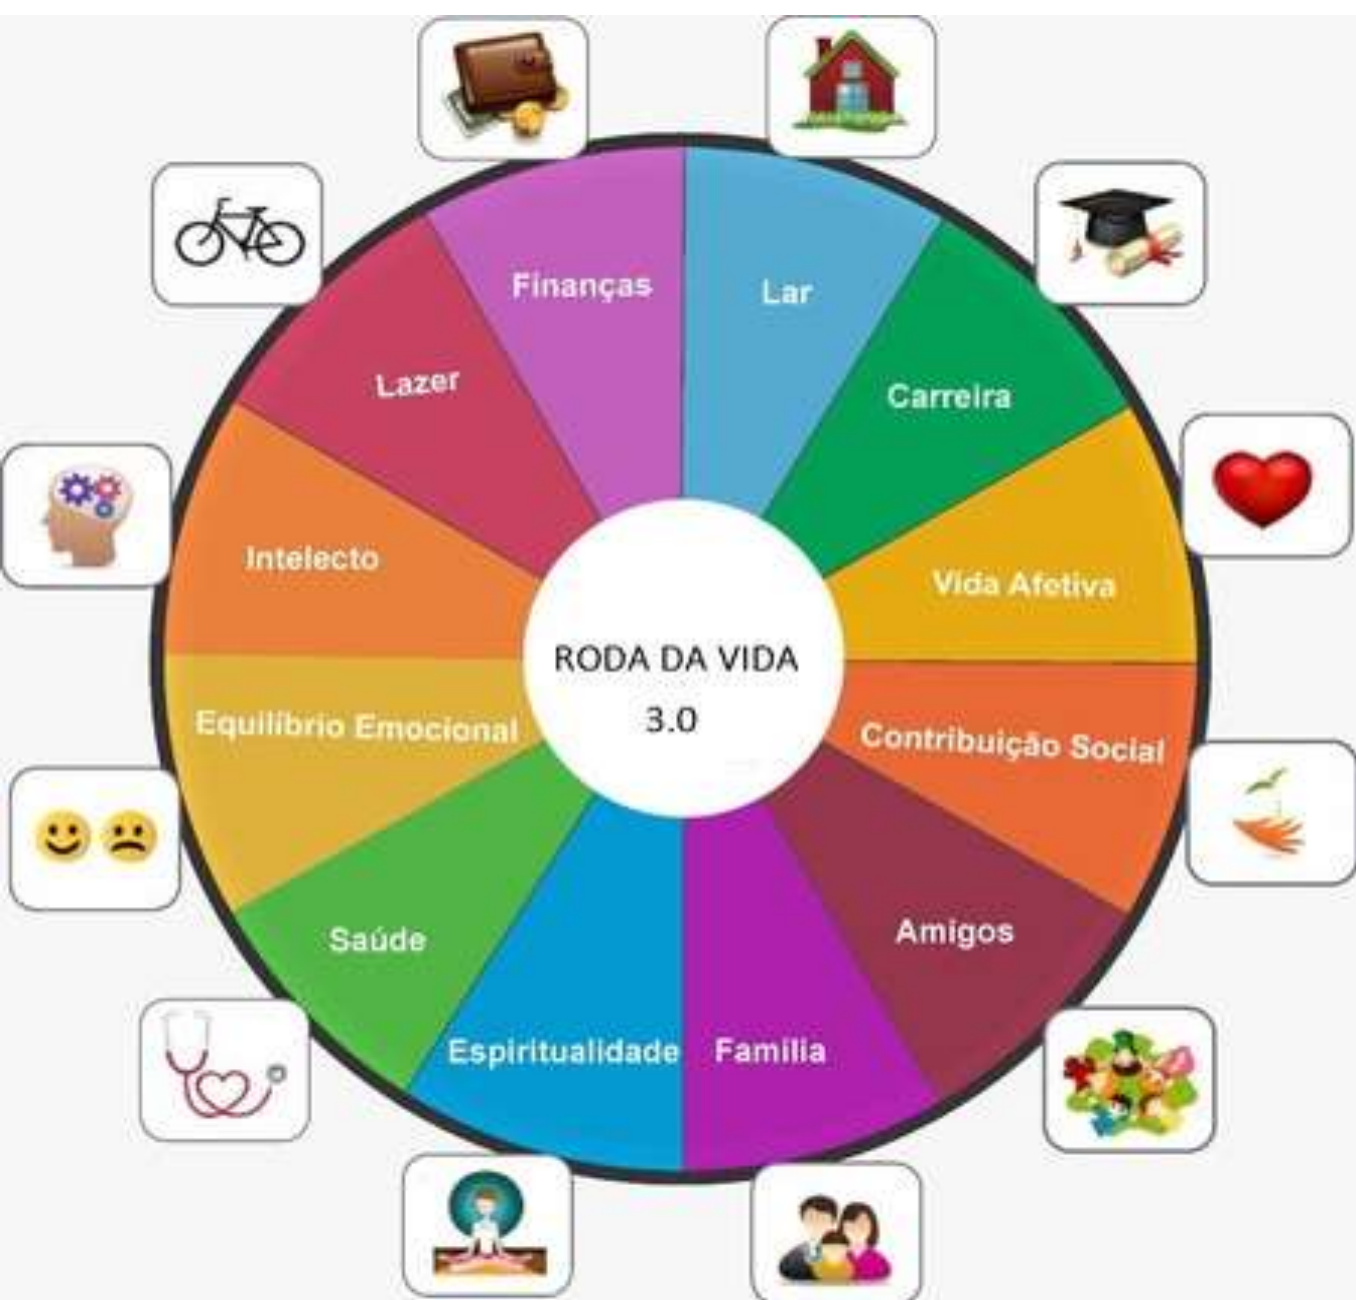 Finanças
Lar
Lazer
Carreira
Intelecto
Vida Afetiva
RODA DA VIDA
3.0
Equilíbrio Emocional
Contribuição Social
Saúde
Amigos
Espiritualidade
Família